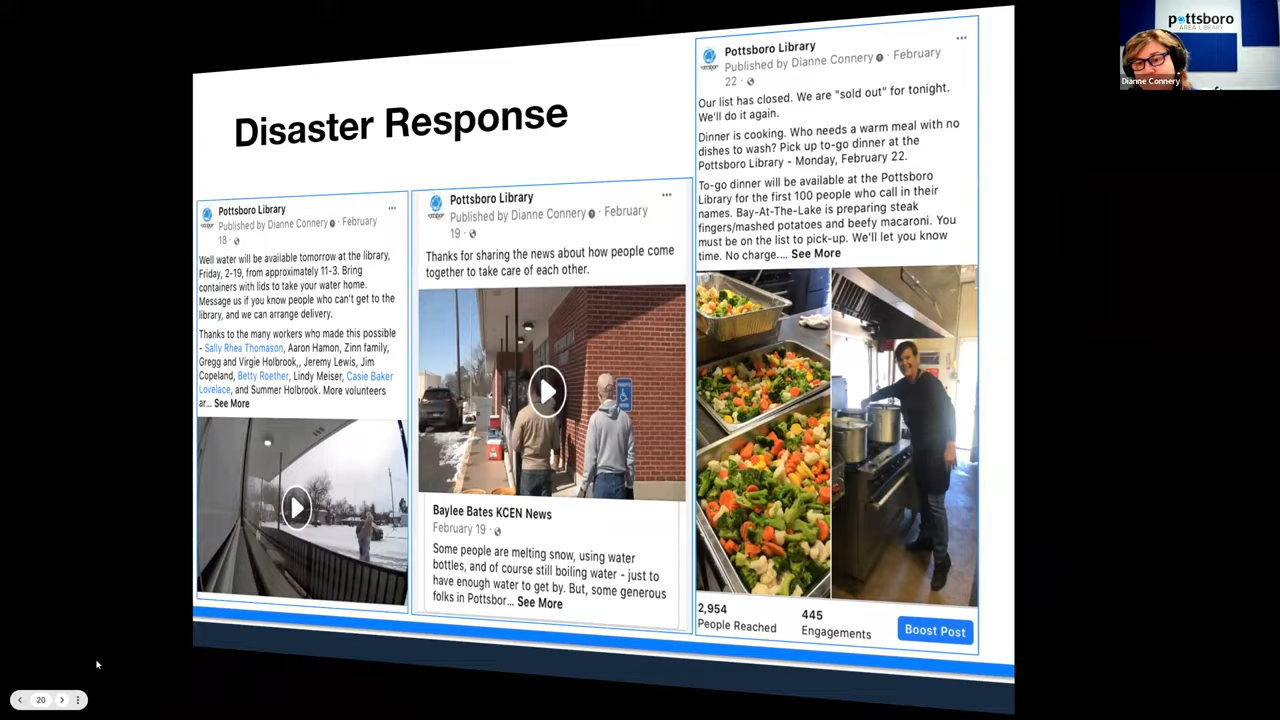 Disaster Response
Pottsboro Library
Published by Dianne Connery · February
18 ·
Well water will be available tomorrow at the library,
Friday, 2-19, from approximately 11-3. Bring
containers with lids to take your water home.
Message us if you know people who can't get to the
library, and we can arrange delivery.
Thanks to the many workers who made this possible
- Sally Rhea Thomason, Aaron Hamon, Zinn family,
Gregg and Virgie Holbrook,, Jeremy Lewis, Jim
Copeland, Betty Roether, Lindy Meiser, Casie Baker
Lovelace, and Summer Holbrook. More volunteers
ar... See More
Pottsboro Library
Published by Dianne Connery · February
19 ·
Thanks for sharing the news about how people come
together to take care of each other.
Baylee Bates KCEN News
February 19 ·
Some people are melting snow, using water
bottles, and of course still boiling water - just to
have enough water to get by. But, some generous
folks in Pottsbor... See More
Pottsboro Library
Published by Dianne Connery · February
22 ·
Our list has closed. We are "sold out" for tonight.
We'll do it again.
Dinner is cooking. Who needs a warm meal with no
dishes to wash? Pick up to-go dinner at the
Pottsboro Library - Monday, February 22.
To-go dinner will be available at the Pottsboro
Library for the first 100 people who call in their
names. Bay-At-The-Lake is preparing steak
fingers/mashed potatoes and beefy macaroni. You
must be on the list to pick-up. We'll let you know
time. No charge.... See More
2,954
People Reached
445
Engagements
Boost Post
pottsboro
AREA LIBRARY
Dianne Connery
20